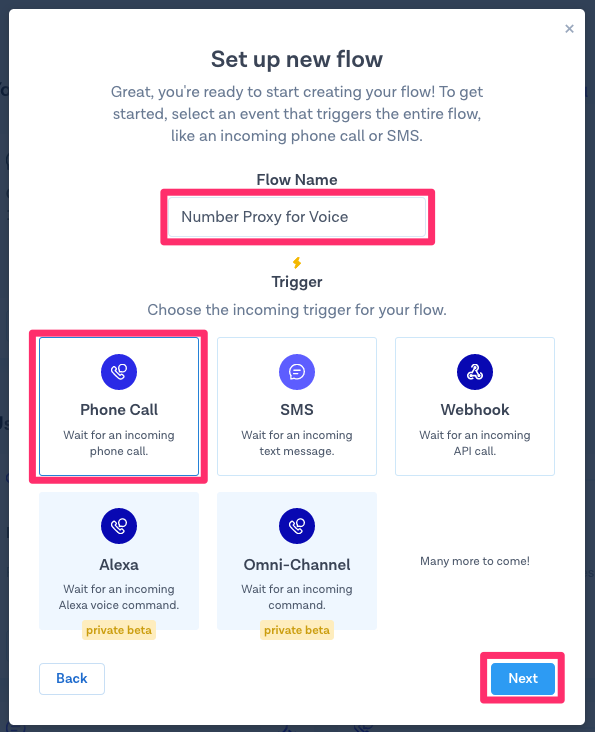 ×
Set up new flow
Great, you're ready to start creating your flow! To get
started, select an event that triggers the entire flow,
like an incoming phone call or SMS.
Flow Name
Number Proxy for Voice
Trigger
Choose the incoming trigger for your flow.
Phone Call
Wait for an incoming
phone call.
SMS
Wait for an incoming
text message.
Webhook
Wait for an incoming
API call.
Alexa
Wait for an incoming
Alexa voice command.
private beta
Omni-Channel
Wait for an incoming
command.
private beta
Many more to come!
Back
Next